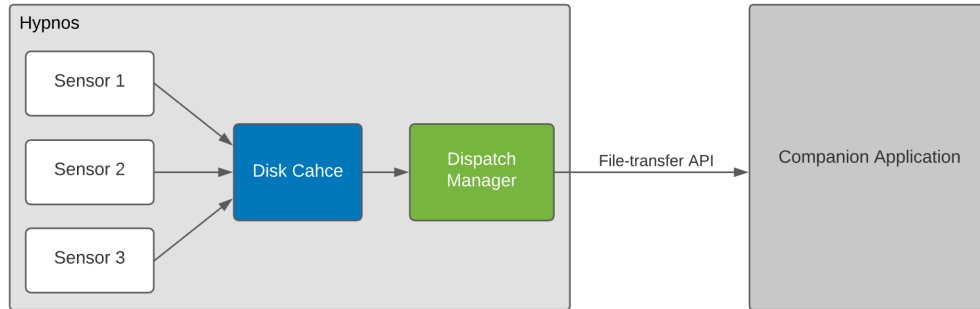 Hypnos
Sensor 1
Sensor 2
Sensor 3
Disk Cahce
Dispatch
Manager
File-transfer API
Companion Application